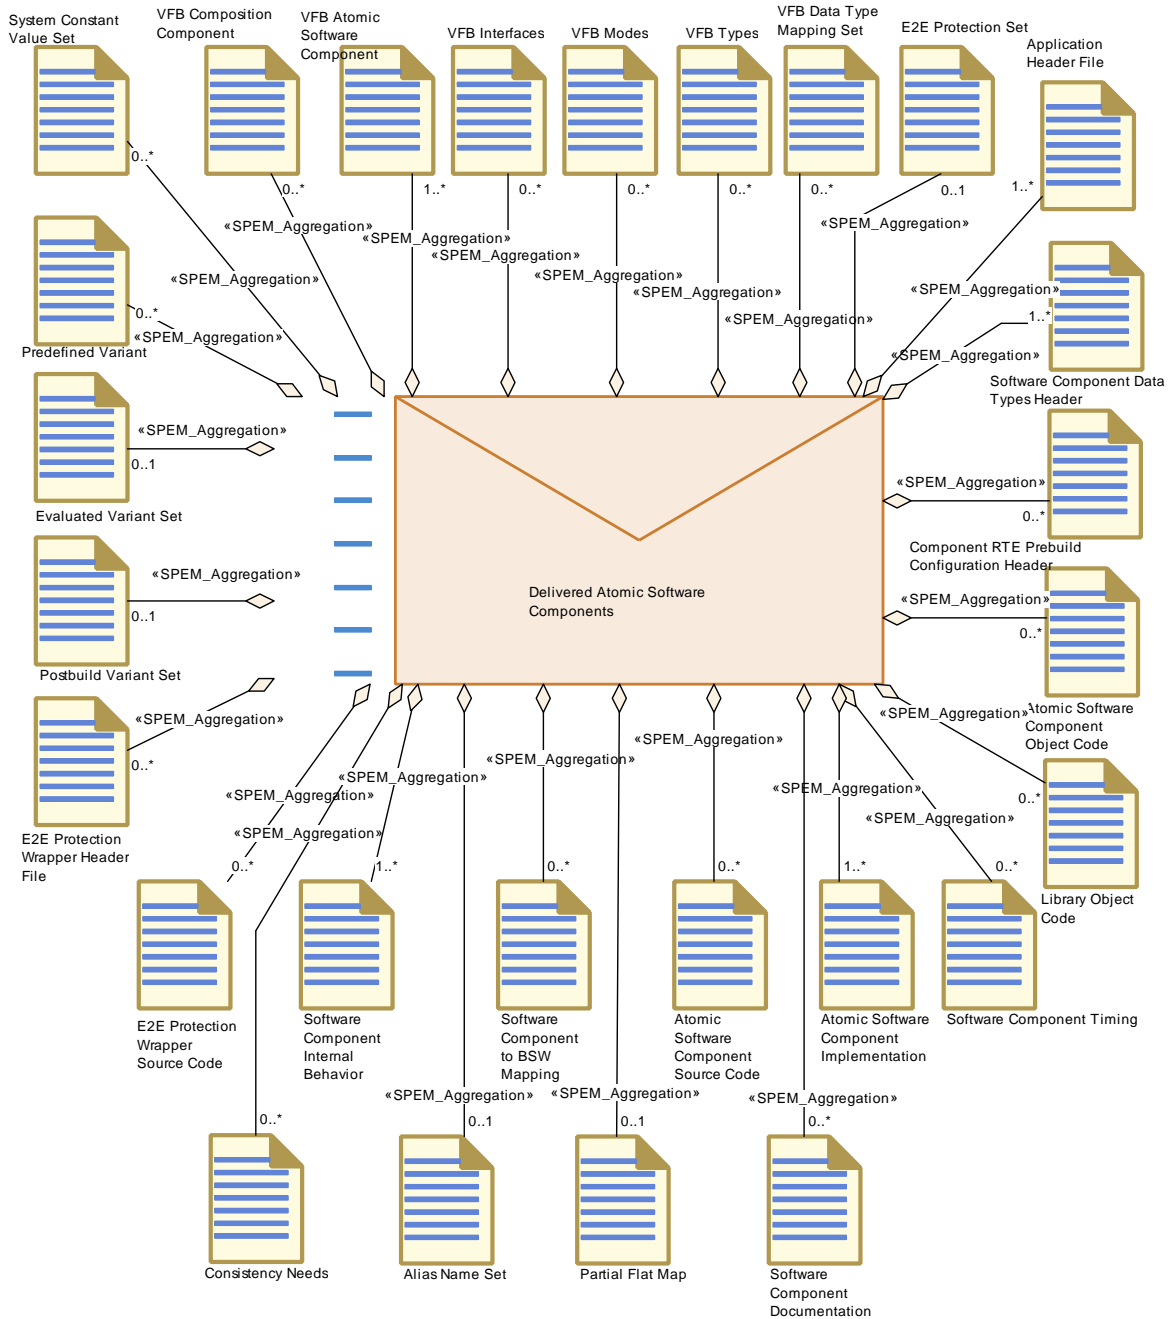 System Constant
Value Set
VFB Composition
Component
VFB Atomic
Software
Component
VFB Interfaces
VFB Modes
VFB Types
VFB Data Type
Mapping Set
E2E Protection Set
Application
Header File
0..*
0..*
1..*
0..*
0..*
0..*
0..*
0..1
1..*
«SPEM_Aggregation»
«SPEM_Aggregation»
«SPEM_Aggregation»
«SPEM_Aggregation»
«SPEM_Aggregation»
«SPEM_Aggregation»
«SPEM_Aggregation»
«SPEM_Aggregation»
«SPEM_Aggregation»
0..*
«SPEM_Aggregation»
Predefined Variant
1..*
«SPEM_Aggregation»
Software Component Data
Types Header
«SPEM_Aggregation»
0..1
Evaluated Variant Set
«SPEM_Aggregation»
0..*
Component RTE Prebuild
Configuration Header
«SPEM_Aggregation»
0..1
Postbuild Variant Set
Delivered Atomic Software
Components
«SPEM_Aggregation»
0..*
Atomic Software
Component
Object Code
«SPEM_Aggregation»
0..*
E2E Protection
Wrapper Header
File
«SPEM_Aggregation»
0..*
Library Object
Code
«SPEM_Aggregation»
«SPEM_Aggregation»
«SPEM_Aggregation»
«SPEM_Aggregation»
«SPEM_Aggregation»
«SPEM_Aggregation»
«SPEM_Aggregation»
0..*
1..*
0..*
0..*
1..*
0..*
E2E Protection
Wrapper
Source Code
Software
Component
Internal
Behavior
Software
Component
to BSW
Mapping
Atomic
Software
Component
Source Code
Atomic Software
Component
Implementation
Software Component Timing
«SPEM_Aggregation»
«SPEM_Aggregation»
«SPEM_Aggregation»
0..*
0..1
0..1
0..*
Consistency Needs
Alias Name Set
Partial Flat Map
Software
Component
Documentation